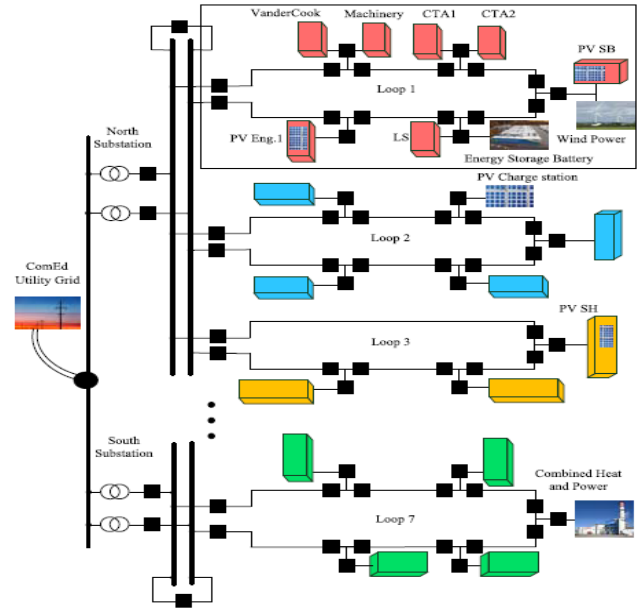 VanderCook
Machinery
CTA1
CTA2
PV SB
Loop 1
PV Eng.1
LS
Wind Power
Energy Storage Battery
North
Substation
PV Charge station
Loop 2
ComEd
Utility Grid
PV SH
Loop 3
South
Substation
Combined Heat
and Power
Loop 7